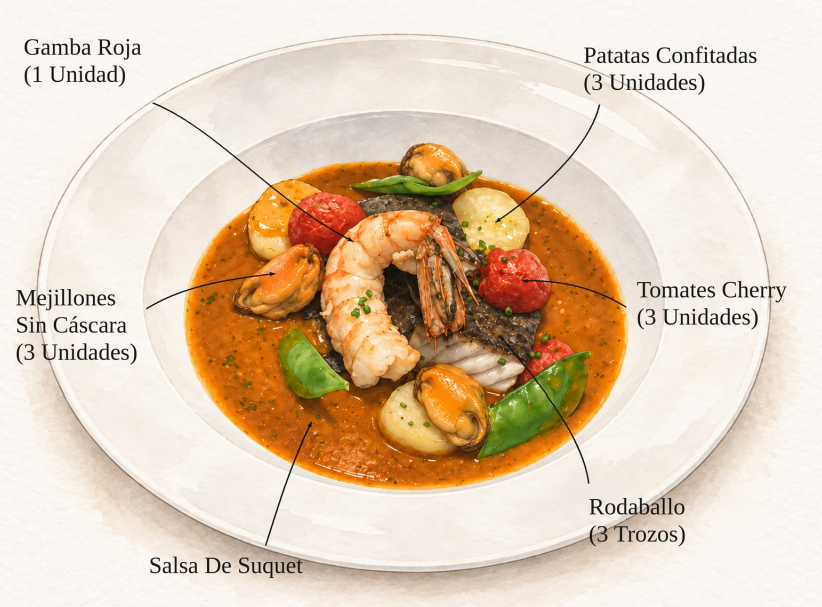 Gamba Roja
(1 Unidad)
Patatas Confitadas
(3 Unidades)
Mejillones
Sin Cáscara
(3 Unidades)
Tomates Cherry
(3 Unidades)
Rodaballo
(3 Trozos)
Salsa De Suquet